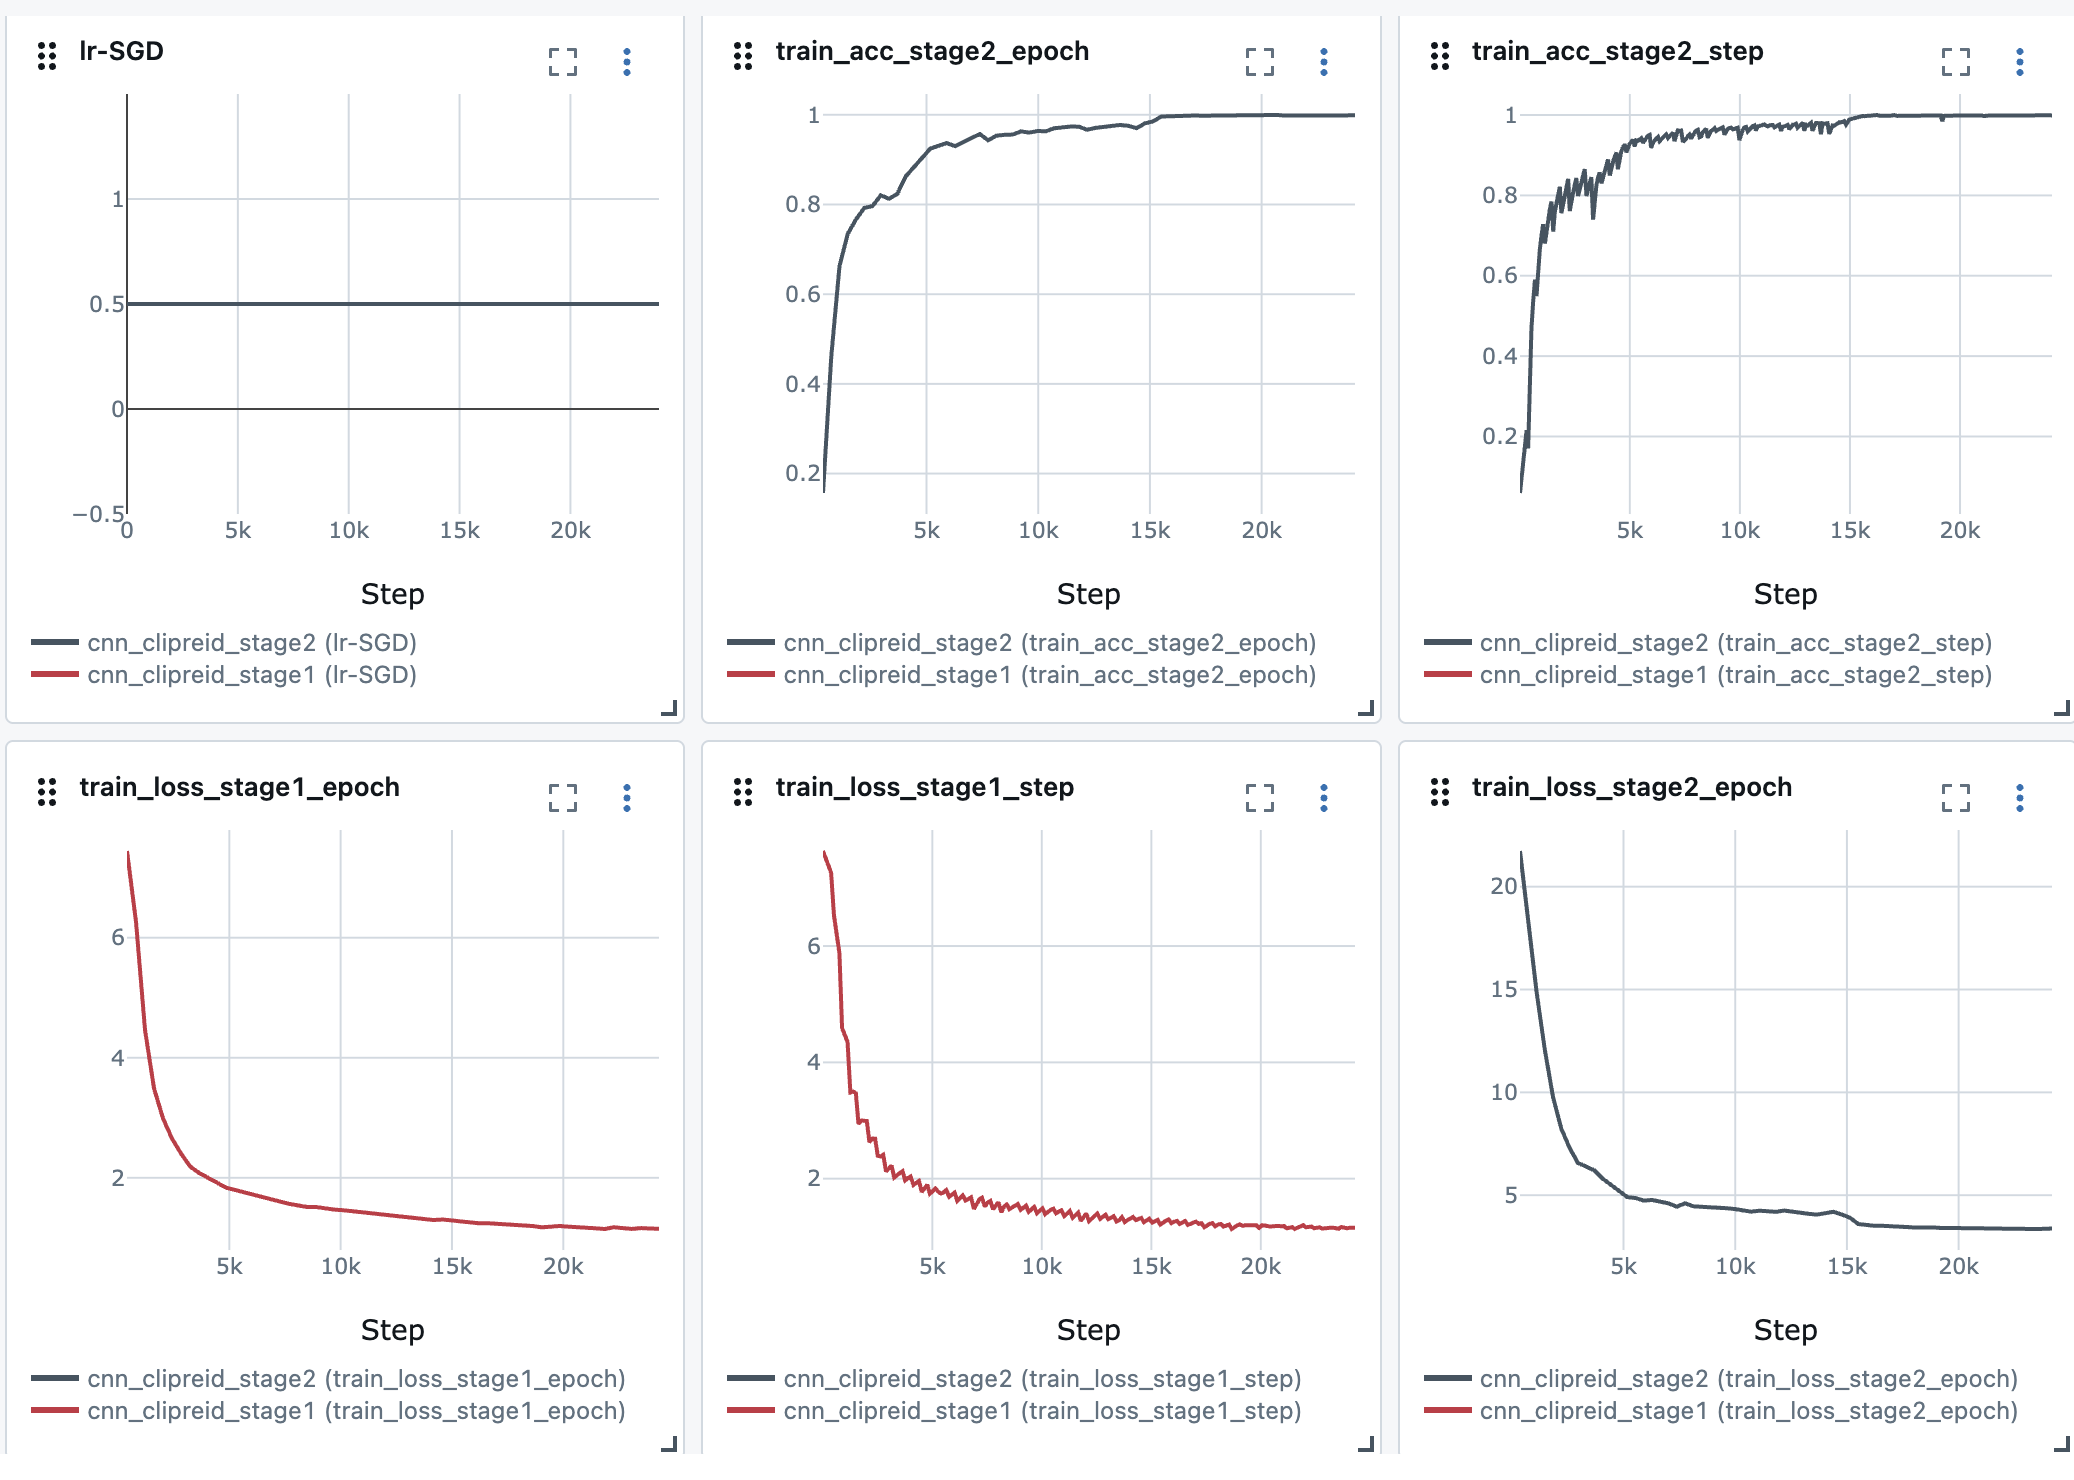 lr-SGD
1
0.5
0
−0.5
0 5k 10k 15k 20k
Step
cnn_clipreid_stage2 (lr-SGD)
cnn_clipreid_stage1 (lr-SGD)
train_acc_stage2_epoch
1
0.8
0.6
0.4
0.2
5k 10k 15k 20k
Step
cnn_clipreid_stage2 (train_acc_stage2_epoch)
cnn_clipreid_stage1 (train_acc_stage2_epoch)
train_acc_stage2_step
1
0.8
0.6
0.4
0.2
5k 10k 15k 20k
Step
cnn_clipreid_stage2 (train_acc_stage2_step)
cnn_clipreid_stage1 (train_acc_stage2_step)
train_loss_stage1_epoch
6
4
2
5k 10k 15k 20k
Step
cnn_clipreid_stage2 (train_loss_stage1_epoch)
cnn_clipreid_stage1 (train_loss_stage1_epoch)
train_loss_stage1_step
6
4
2
5k 10k 15k 20k
Step
cnn_clipreid_stage2 (train_loss_stage1_step)
cnn_clipreid_stage1 (train_loss_stage1_step)
train_loss_stage2_epoch
20
15
10
5
5k 10k 15k 20k
Step
cnn_clipreid_stage2 (train_loss_stage2_epoch)
cnn_clipreid_stage1 (train_loss_stage2_epoch)